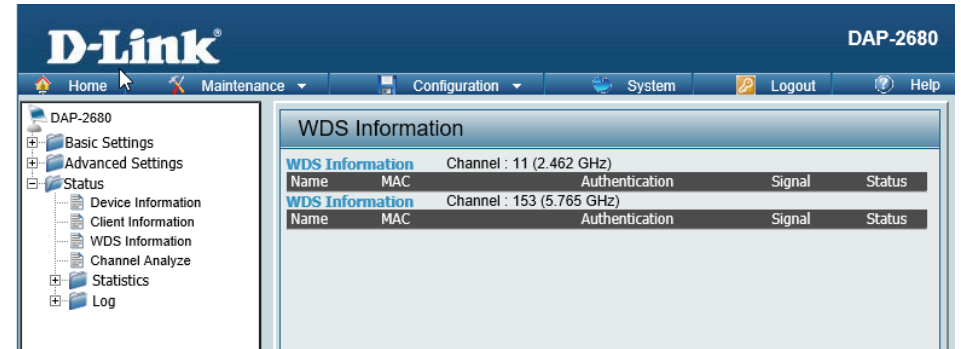 D-Link®
DAP-2680
Home Maintenance Configuration System Logout Help
DAP-2680
Basic Settings
Advanced Settings
Status
Device Information
Client Information
WDS Information
Channel Analyze
Statistics
Log
WDS Information
WDS Information Channel : 11 (2.462 GHz)
Name MAC Authentication Signal Status
WDS Information Channel : 153 (5.765 GHz)
Name MAC Authentication Signal Status